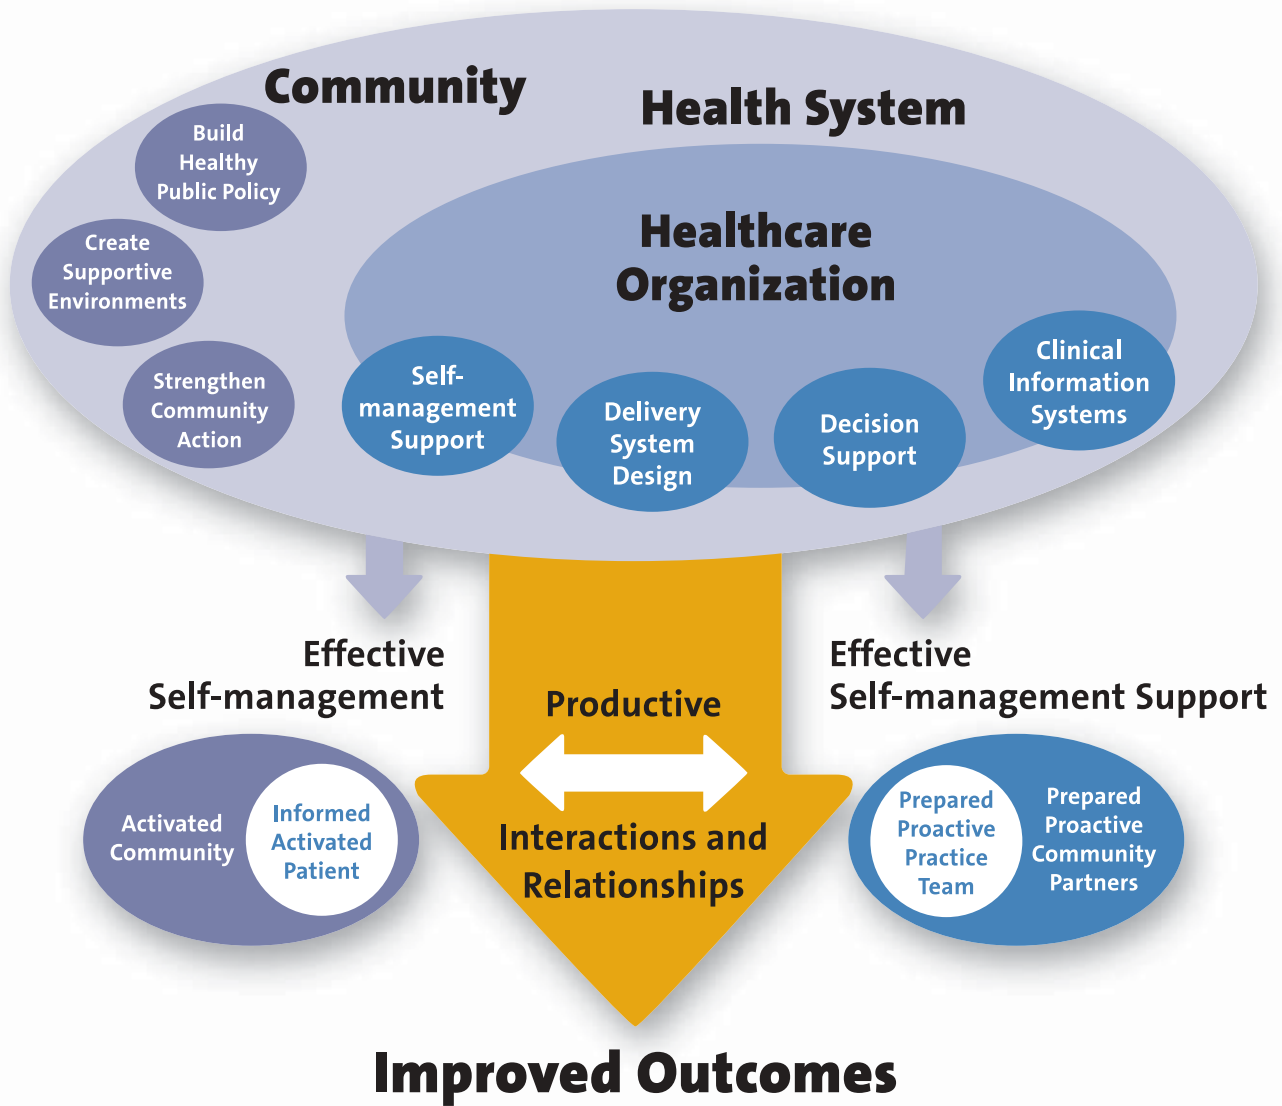 Community
Health System
Build
Healthy
Public Policy
Create
Supportive
Environments
Strengthen
Community
Action
Healthcare
Organization
Self-
management
Support
Delivery
System
Design
Decision
Support
Clinical
Information
Systems
Effective
Self-management
Effective
Self-management Support
Productive
Interactions and
Relationships
Activated
Community
Informed
Activated
Patient
Prepared
Proactive
Practice
Team
Prepared
Proactive
Community
Partners
Improved Outcomes